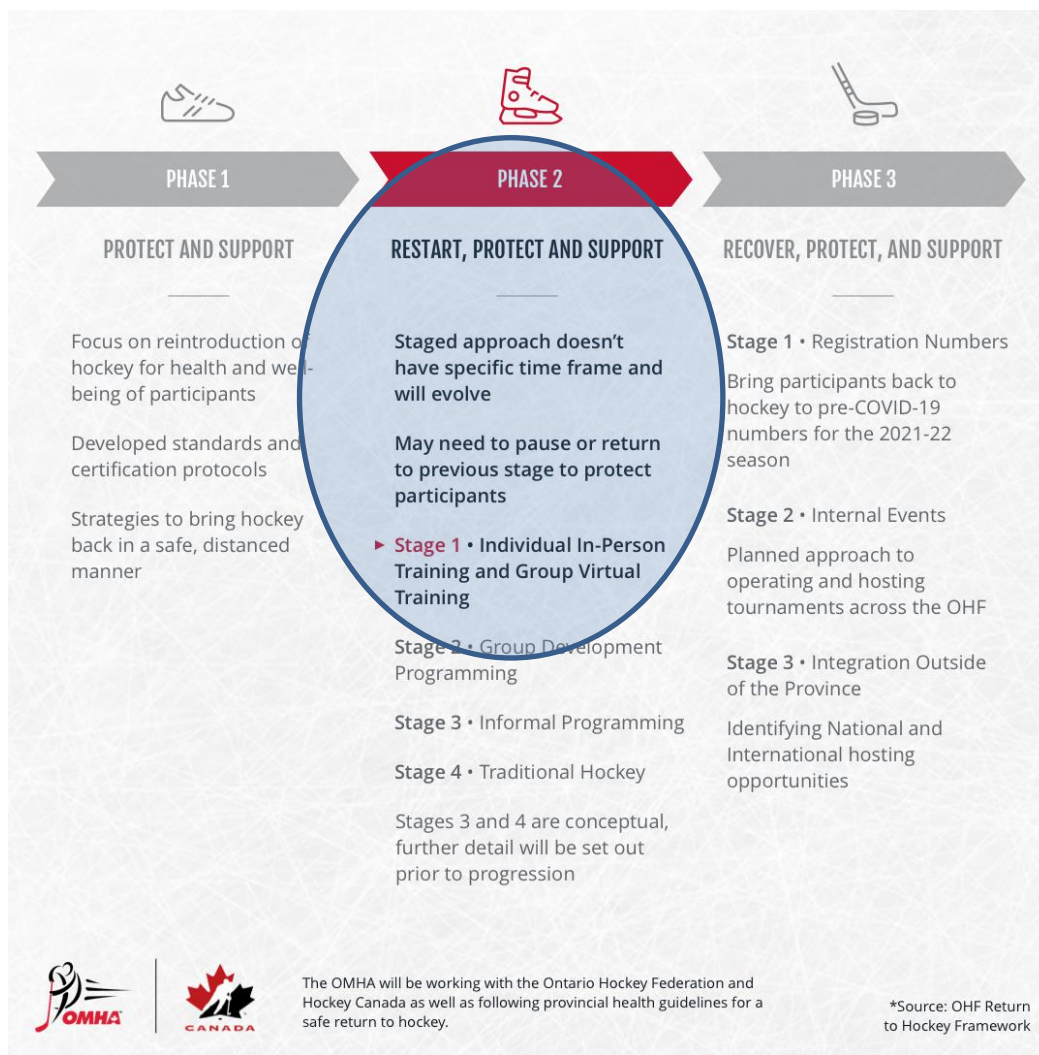 PHASE 1
PROTECT AND SUPPORT
Focus on reintroduction of
hockey for health and well-
being of participants
Developed standards and
certification protocols
Strategies to bring hockey
back in a safe, distanced
manner
PHASE 2
RESTART, PROTECT AND SUPPORT
Staged approach doesn’t
have specific time frame and
will evolve
May need to pause or return
to previous stage to protect
participants
▸ Stage 1 • Individual In-Person
Training and Group Virtual
Training
Stage 2 • Group Development
Programming
Stage 3 • Informal Programming
Stage 4 • Traditional Hockey
Stages 3 and 4 are conceptual,
further detail will be set out
prior to progression
PHASE 3
RECOVER, PROTECT, AND SUPPORT
Stage 1 • Registration Numbers
Bring participants back to
hockey to pre-COVID-19
numbers for the 2021-22
season
Stage 2 • Internal Events
Planned approach to
operating and hosting
tournaments across the OHF
Stage 3 • Integration Outside
of the Province
Identifying National and
International hosting
opportunities
OMHA
CANADA
The OMHA will be working with the Ontario Hockey Federation and
Hockey Canada as well as following provincial health guidelines for a
safe return to hockey.
*Source: OHF Return
to Hockey Framework